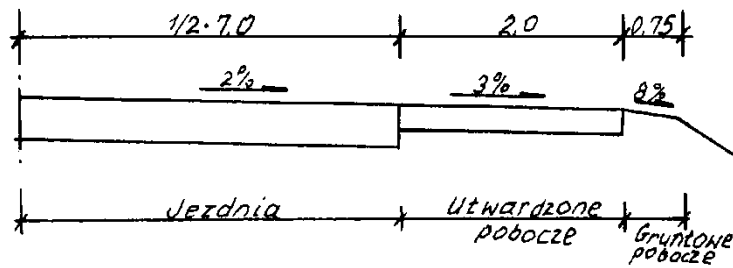 1/2·7.0
2.0
0.75
2%
3%
8%
Jezdnia
Utwardzone
pobocze
Gruntowe
pobocze